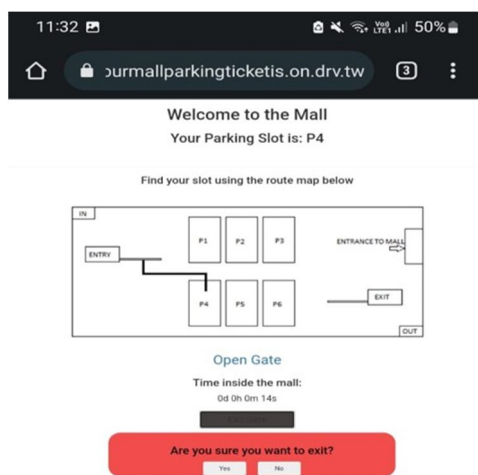 11:32 Vo) LTE1 50%
ourmallparkingticketis.on.drv.tw 3
Welcome to the Mall
Your Parking Slot is: P4
Find your slot using the route map below
IN
P1 P2 P3 ENTRANCE TO MALL
ENTRY
P4 P5 P6 EXIT
OUT
Open Gate
Time inside the mall:
0d 0h 0m 14s
Are you sure you want to exit?
Yes No